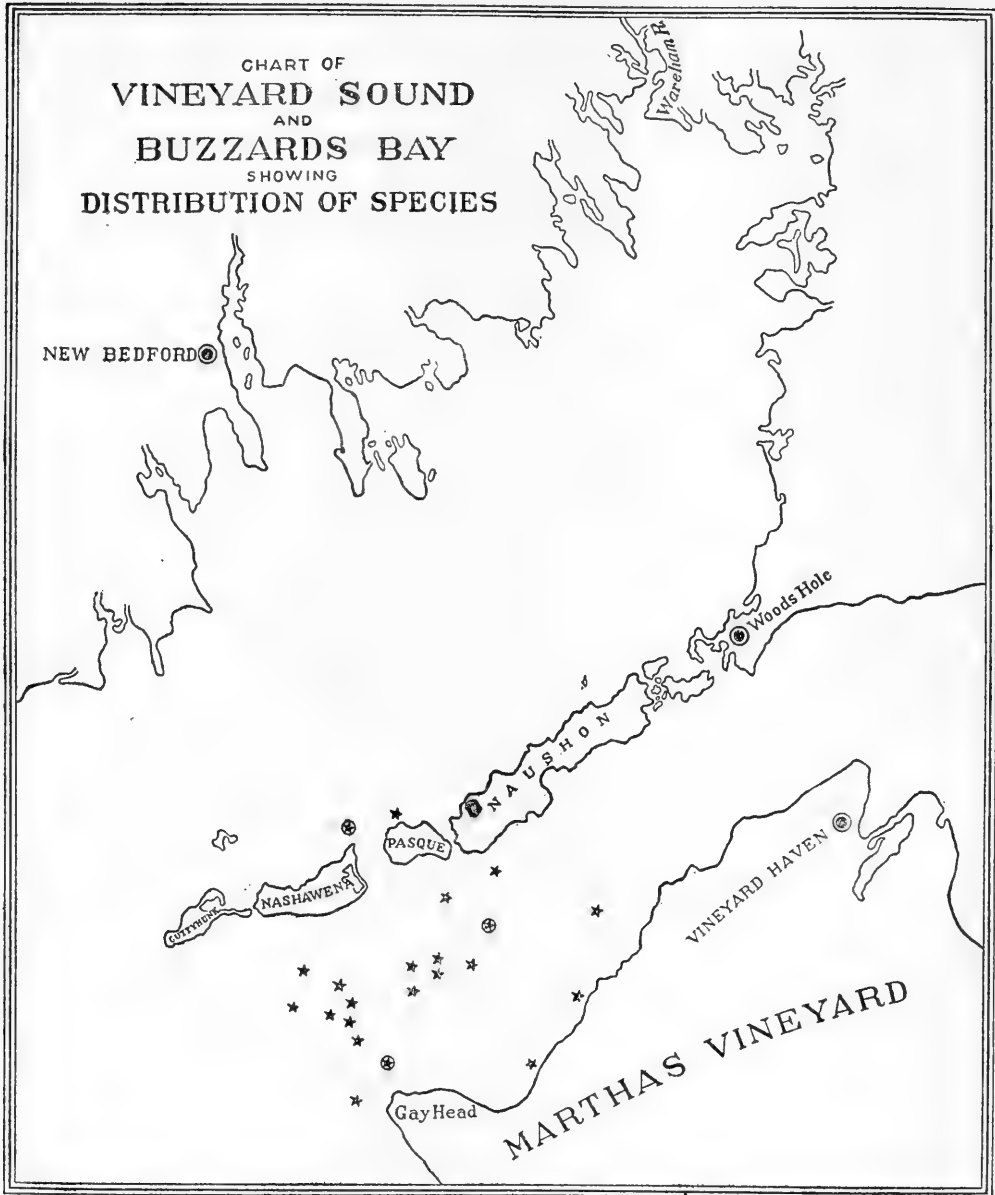 CHART OF
VINEYARD SOUND
AND
BUZZARDS BAY
SHOWING
DISTRIBUTION OF SPECIES
Wareham R.
NEW BEDFORD
Woods Hole
NAUSHON
PASQUE
NASHAWENA
CUTTYHUNK
VINEYARD HAVEN
MARTHAS VINEYARD
Gay Head